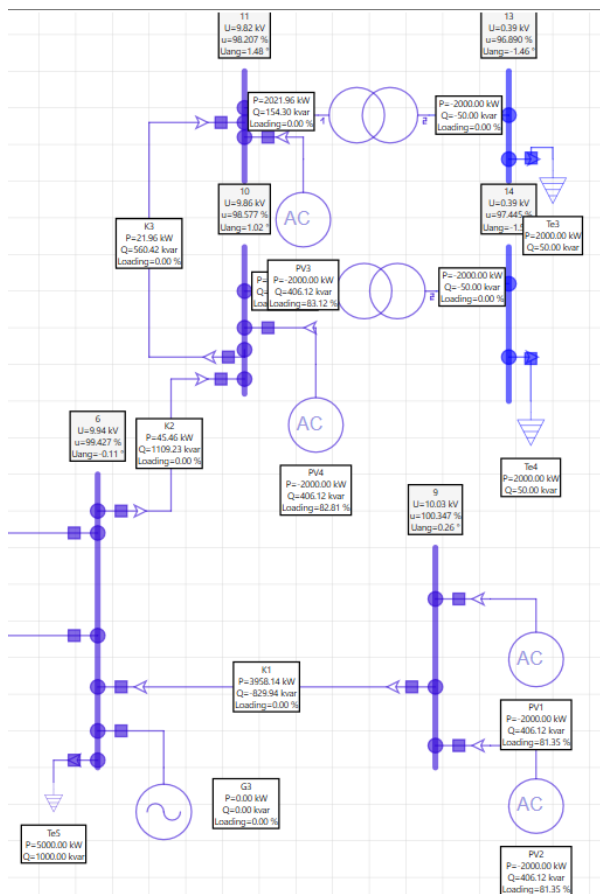 11
U=9.82 kV
u=98.207 %
Uang=1.48 °
13
U=0.39 kV
u=96.890 %
Uang=-1.46 °
P=2021.96 kW
Q=154.30 kvar
Loading=0.00 %
P=-2000.00 kW
Q=-50.00 kvar
Loading=0.00 %
10
U=9.86 kV
u=98.577 %
Uang=1.02 °
AC
14
U=0.39 kV
u=97.445 %
Uang=-1.
Te3
P=2000.00 kW
Q=50.00 kvar
K3
P=21.96 kW
Q=560.42 kvar
Loading=0.00 %
P=
Q=
Loa
PV3
P=-2000.00 kW
Q=406.12 kvar
Loading=83.12 %
P=-2000.00 kW
Q=-50.00 kvar
Loading=0.00 %
6
U=9.94 kV
u=99.427 %
Uang= -0.11 °
K2
P=45.46 kW
Q=1109.23 kvar
Loading=0.00 %
AC
PV4
P=-2000.00 kW
Q=406.12 kvar
Loading=82.81 %
Te4
P=2000.00 kW
Q=50.00 kvar
9
U=10.03 kV
u=100.347 %
Uang=0.26 °
K1
P=3958.14 kW
Q=-829.94 kvar
Loading=0.00 %
AC
PV1
P=-2000.00 kW
Q=406.12 kvar
Loading=81.35 %
G3
P=0.00 kW
Q=0.00 kvar
Loading=0.00 %
AC
Te5
P=5000.00 kW
Q=1000.00 kvar
PV2
P=-2000.00 kW
Q=406.12 kvar
Loading=81.35 %